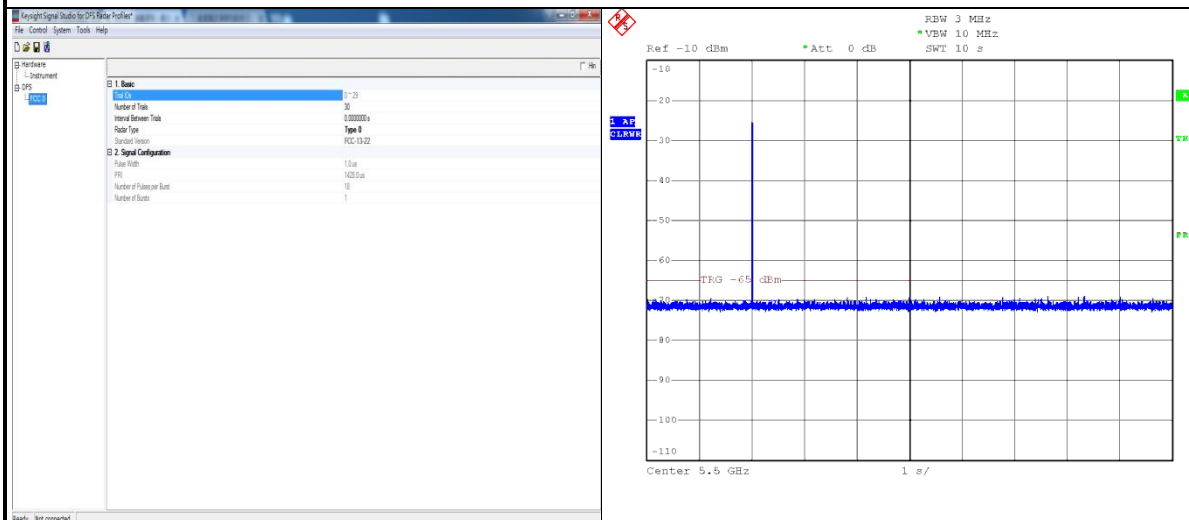 Keysight Signal Studio for DFS Radar Profiles*
File Control System Tools Help
Hardware
Instrument
DFS
FCC 0
Hin
1. Basic
Trial IDs 0~29
Number of Trials 30
Interval Between Trials 0.0000000 s
Radar Type Type 0
Standard Version FCC-13-22
2. Signal Configuration
Pulse Width 1.0 us
PRI 1428.0 us
Number of Pulses per Burst 18
Number of Bursts 1
Ready Not connected
R S
RBW 3 MHz
*VBW 10 MHz
Ref -10 dBm *Att 0 dB SWT 10 s
-10
-20
A
1 AP
CLRWR
-30
-40
-50
PR
-60
TRG -65 dBm
-70
-80
-90
-100
-110
Center 5.5 GHz 1 s/